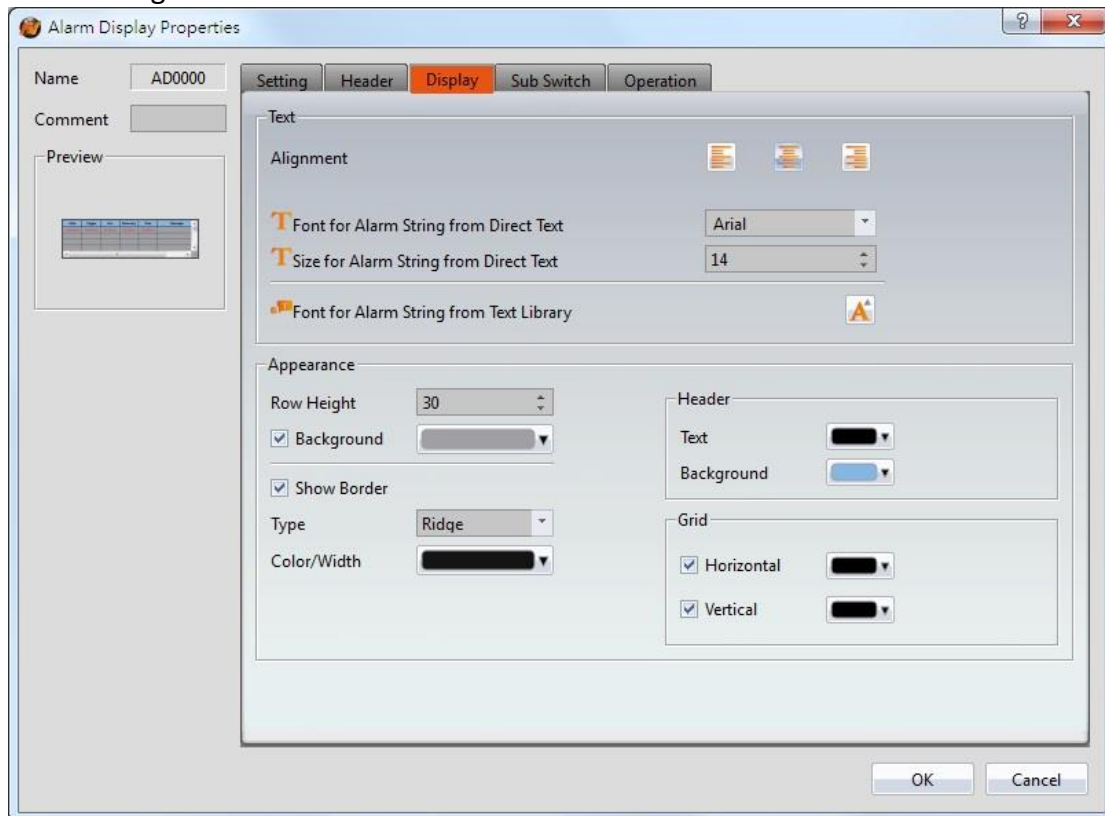 Alarm Display Properties
Name AD0000
Comment
Preview
Setting Header Display Sub Switch Operation
Text
Alignment
Font for Alarm String from Direct Text Arial
Size for Alarm String from Direct Text 14
Font for Alarm String from Text Library
Appearance
Row Height 30
Background
Show Border
Type Ridge
Color/Width
Header
Text
Background
Grid
Horizontal
Vertical
OK Cancel